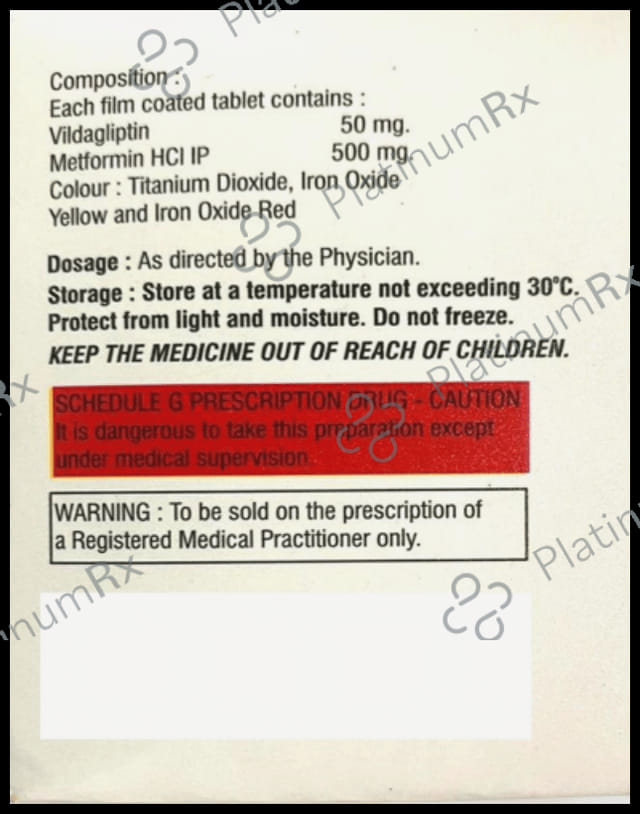 Composition :
Each film coated tablet contains :
Vildagliptin 50 mg.
Metformin HCl IP 500 mg.
Colour : Titanium Dioxide, Iron Oxide
Yellow and Iron Oxide Red
Dosage : As directed by the Physician.
Storage : Store at a temperature not exceeding 30°C.
Protect from light and moisture. Do not freeze.
KEEP THE MEDICINE OUT OF REACH OF CHILDREN.
SCHEDULE G PRESCRIPTION DRUG - CAUTION
It is dangerous to take this preparation except
under medical supervision.
WARNING : To be sold on the prescription of
a Registered Medical Practitioner only.
PlatinumRx
PlatinumRx
Platin
inumRx
Rx
Plat